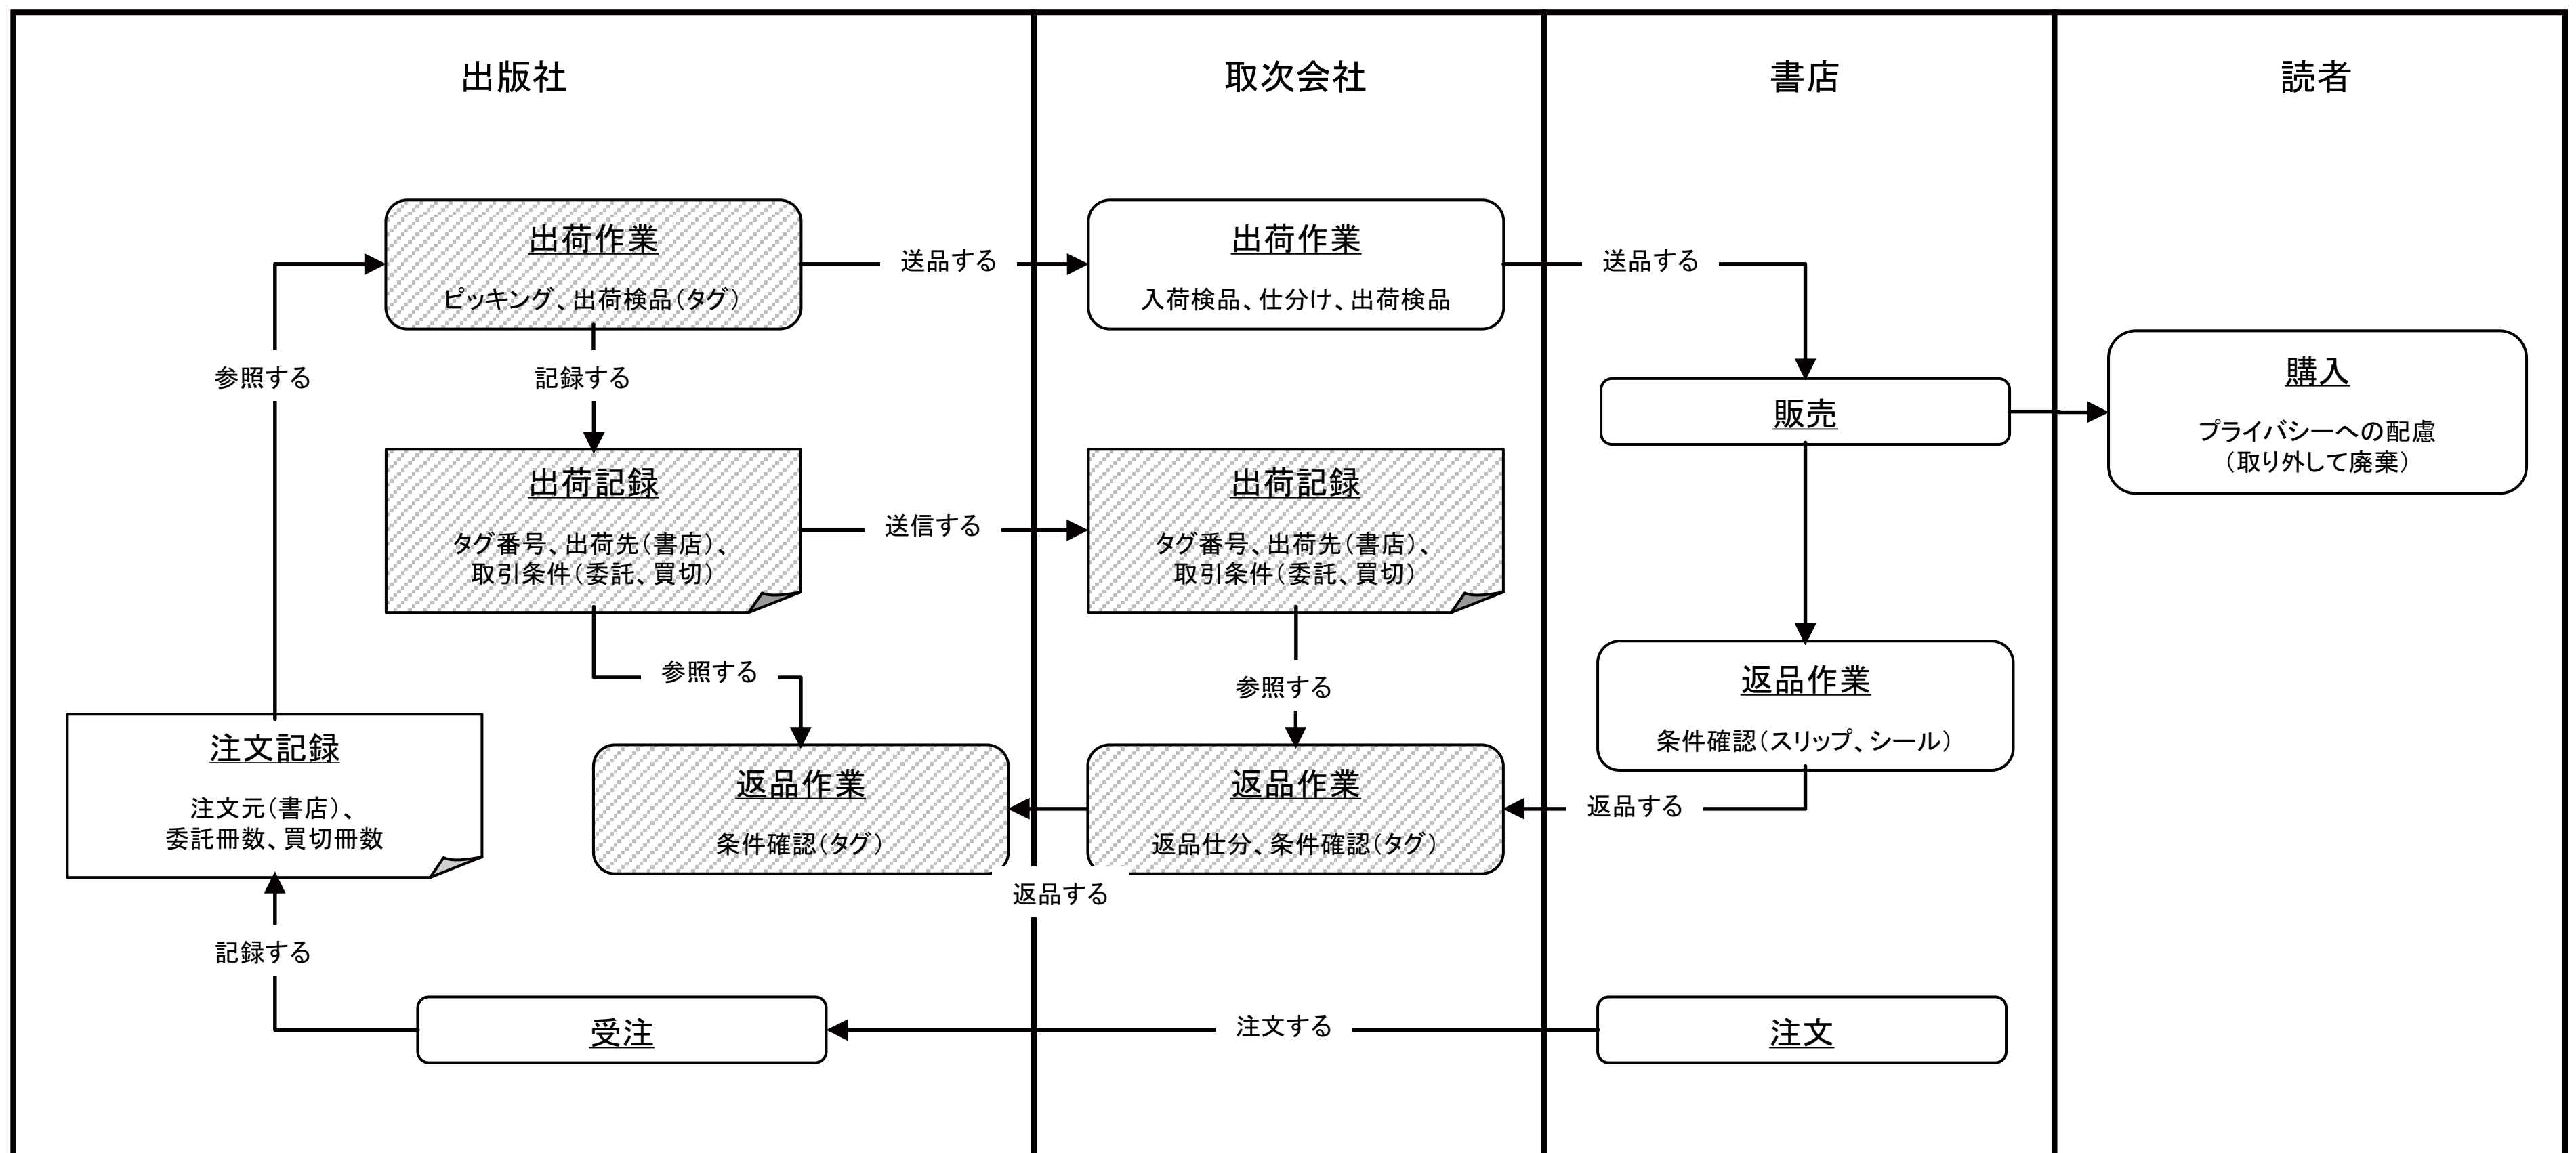 出版社
取次会社
書店
読者
出荷作業
ピッキング、出荷検品(タグ)
送品する
出荷作業
入荷検品、仕分け、出荷検品
送品する
参照する
記録する
販売
購入
プライバシーへの配慮
(取り外して廃棄)
出荷記録
タグ番号、出荷先(書店)、
取引条件(委託、買切)
送信する
出荷記録
タグ番号、出荷先(書店)、
取引条件(委託、買切)
参照する
参照する
返品作業
条件確認(スリップ、シール)
注文記録
注文元(書店)、
委託冊数、買切冊数
返品作業
条件確認(タグ)
返品作業
返品仕分、条件確認(タグ)
返品する
返品する
記録する
受注
注文する
注文